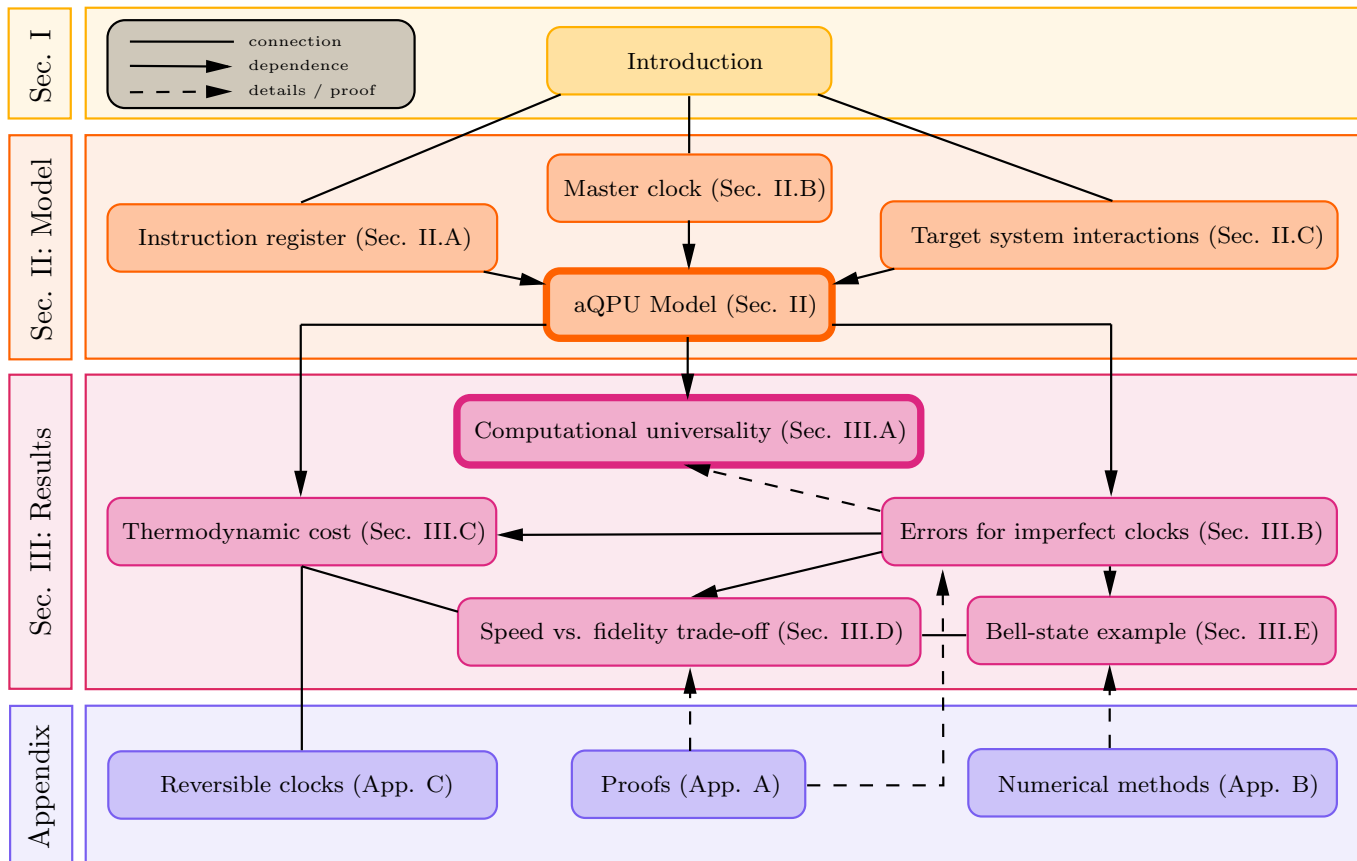 Sec. I
connection
dependence
details / proof
Introduction
Sec. II: Model
Master clock (Sec. II.B)
Instruction register (Sec. II.A)
Target system interactions (Sec. II.C)
aQPU Model (Sec. II)
Sec. III: Results
Computational universality (Sec. III.A)
Thermodynamic cost (Sec. III.C)
Errors for imperfect clocks (Sec. III.B)
Speed vs. fidelity trade-off (Sec. III.D)
Bell-state example (Sec. III.E)
Appendix
Reversible clocks (App. C)
Proofs (App. A)
Numerical methods (App. B)